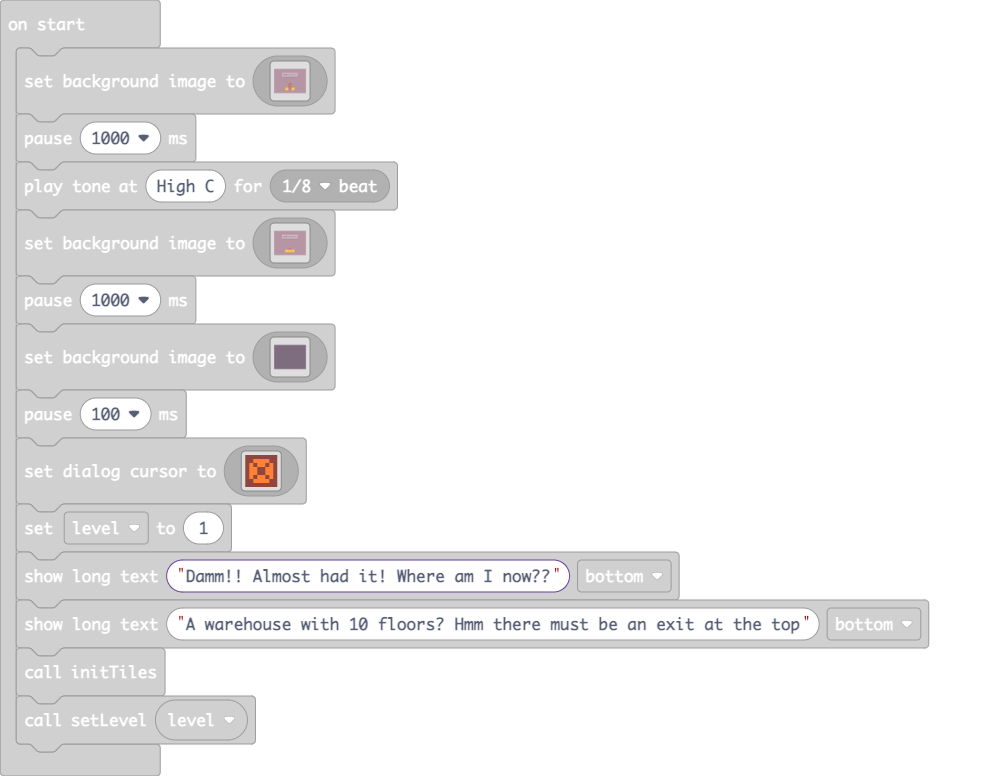 on start
set background image to
pause 1000 ms
play tone at High C for 1/8 beat
set background image to
pause 1000 ms
set background image to
pause 100 ms
set dialog cursor to
set level to 1
show long text "Damm!! Almost had it! Where am I now??" bottom
show long text "A warehouse with 10 floors? Hmm there must be an exit at the top" bottom
call initTiles
call setLevel level